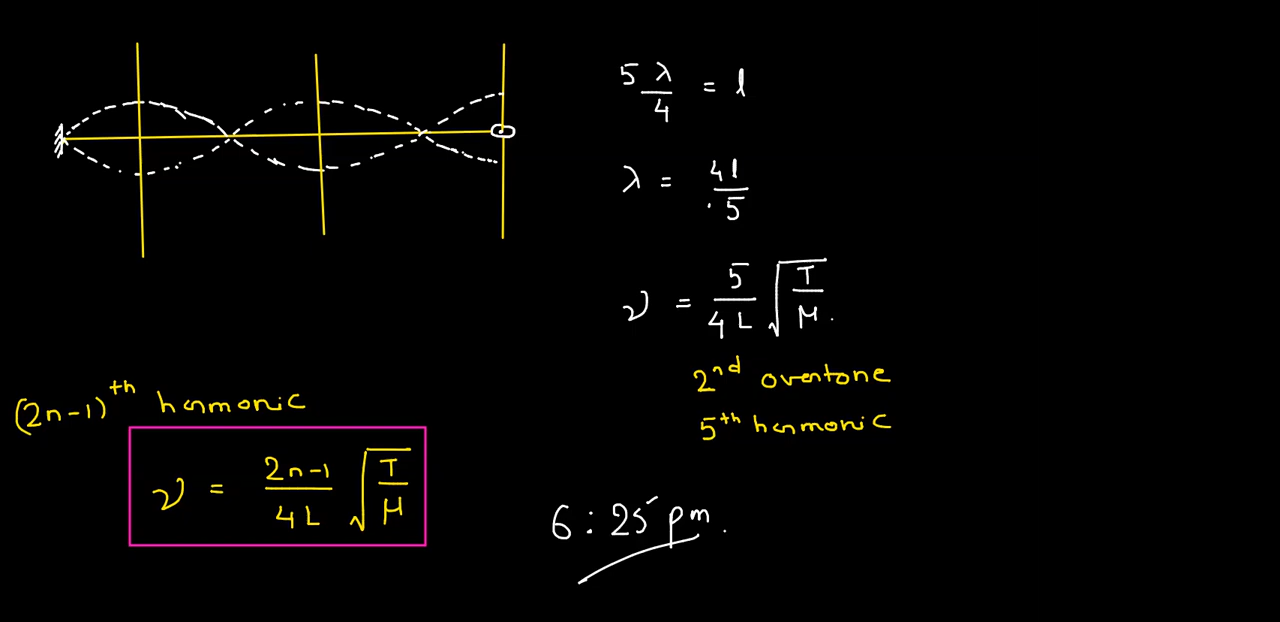 5 λ/4 = l
λ = 4l/5
ν = 5/4L √(T/μ).
2nd overtone
5th harmonic
(2n-1)th harmonic
ν = 2n-1/4L √(T/μ)
6:25 pm.